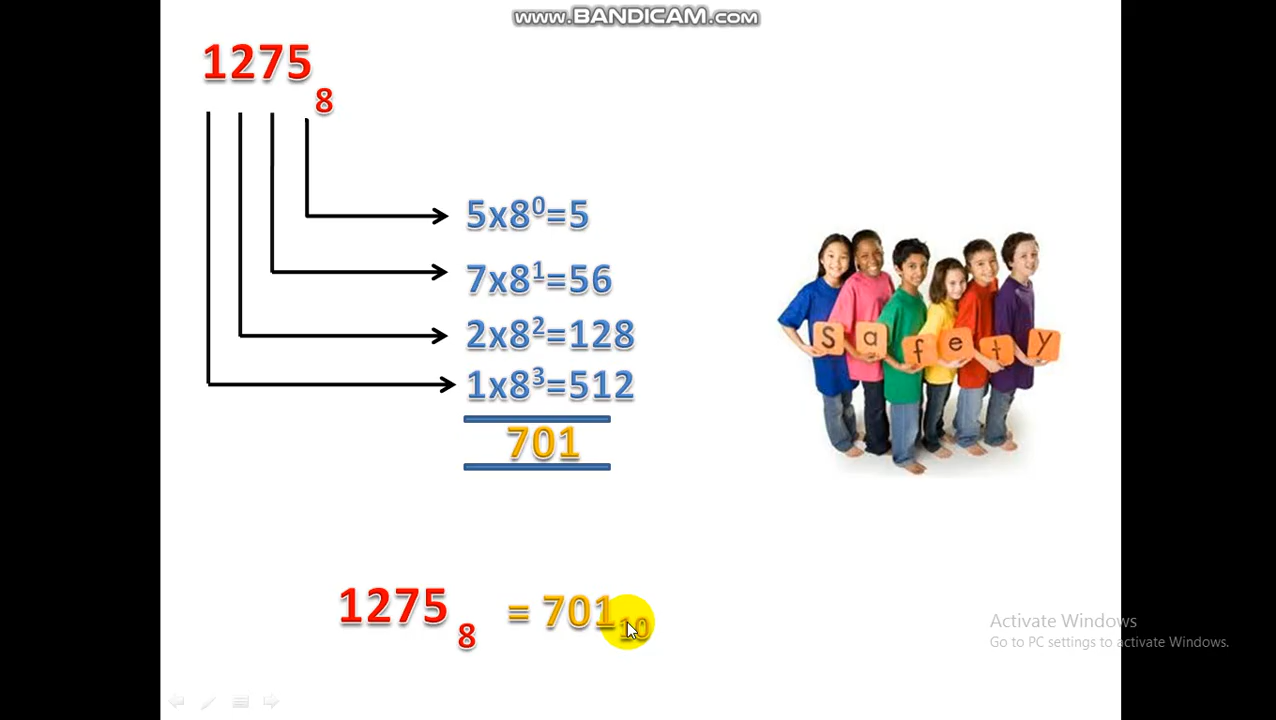 www.BANDICAM.com
1275
8
5x8⁰=5
7x8¹=56
2x8²=128
1x8³=512
701
S a f e t y
1275 8 = 701 10
Activate Windows
Go to PC settings to activate Windows.